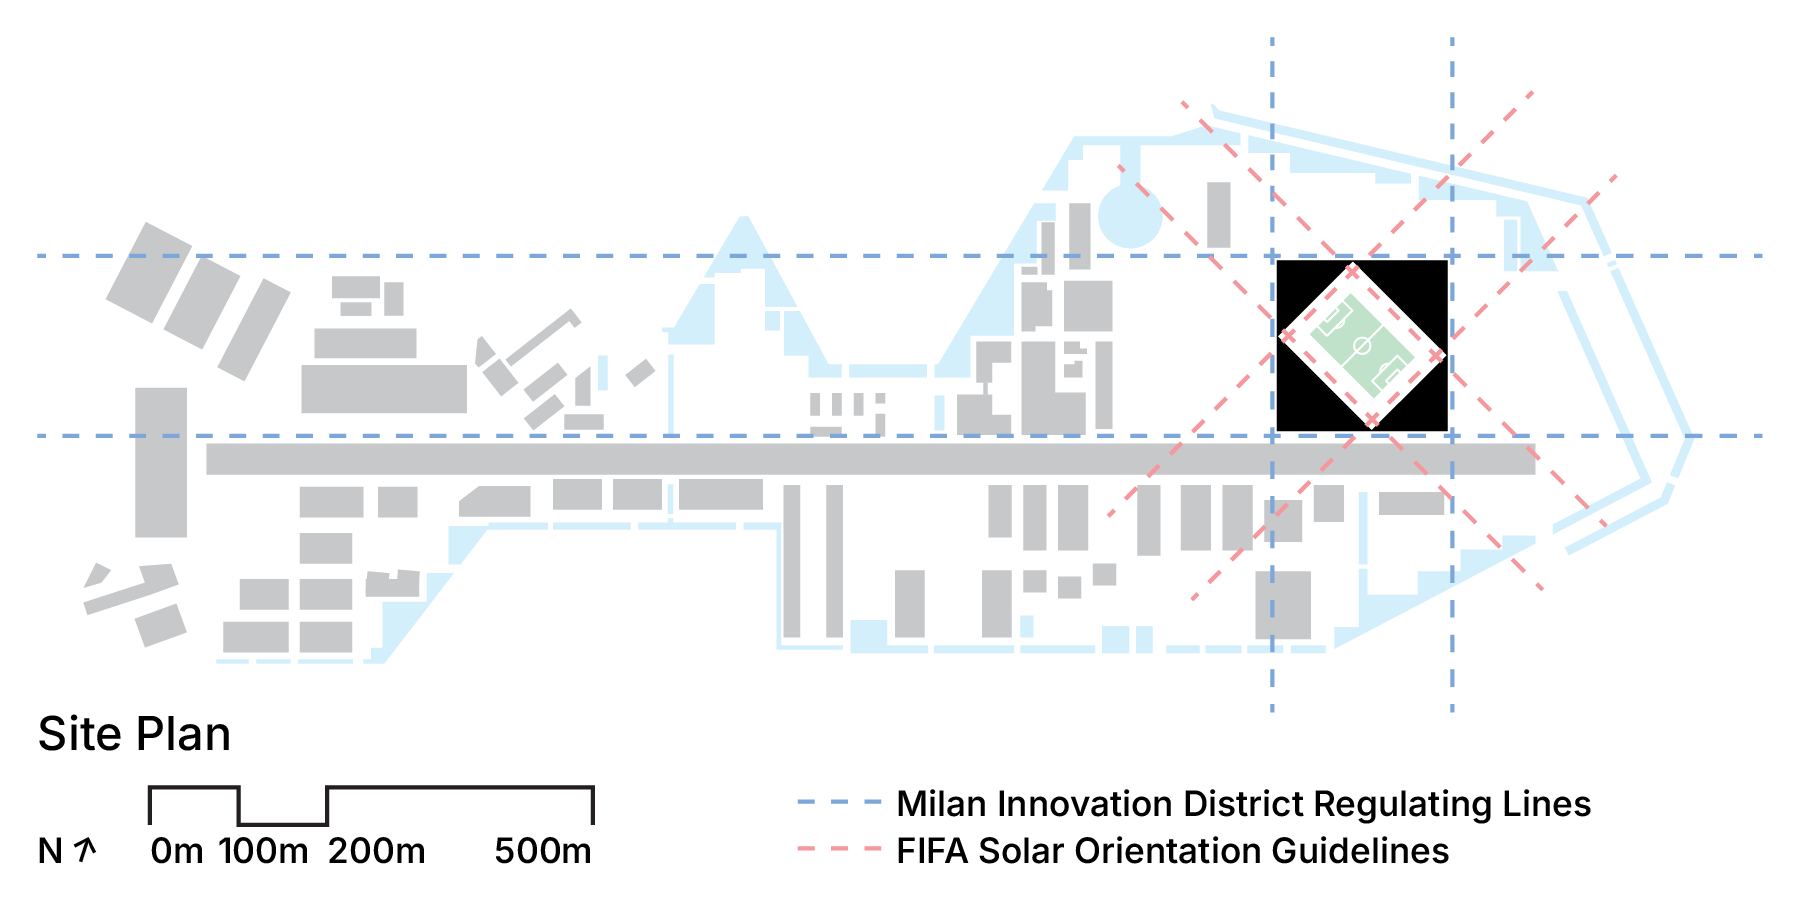 Site Plan
N 0m 100m 200m 500m
Milan Innovation District Regulating Lines
FIFA Solar Orientation Guidelines